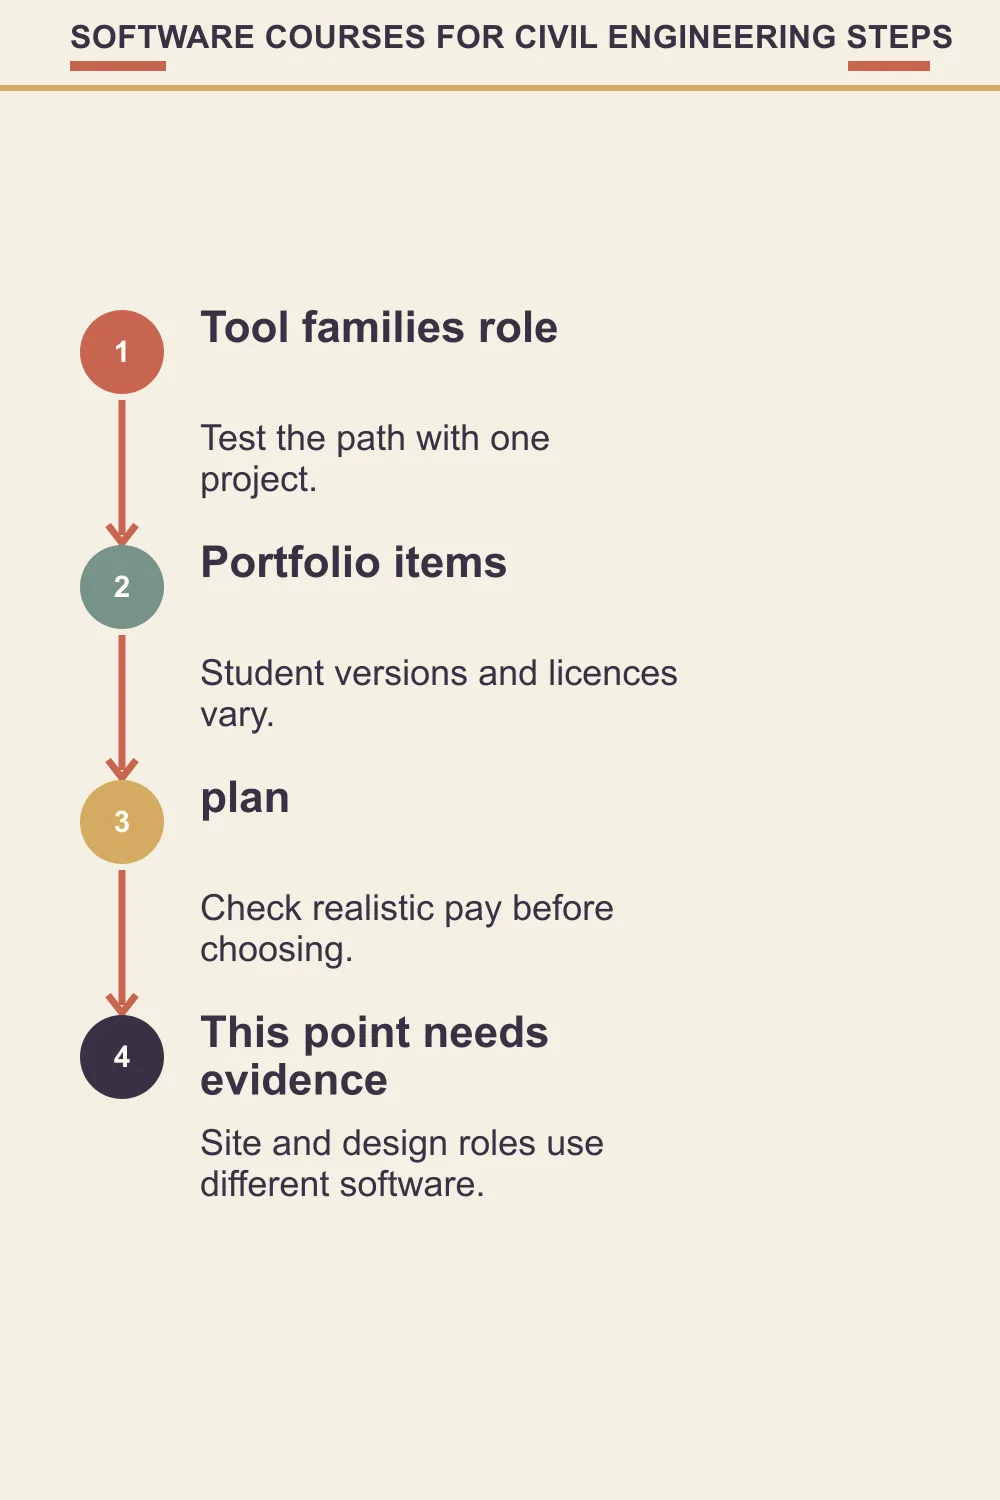 SOFTWARE COURSES FOR CIVIL ENGINEERING STEPS
1
Tool families role
Test the path with one
project.
2
Portfolio items
Student versions and licences
vary.
3
plan
Check realistic pay before
choosing.
4
This point needs
evidence
Site and design roles use
different software.